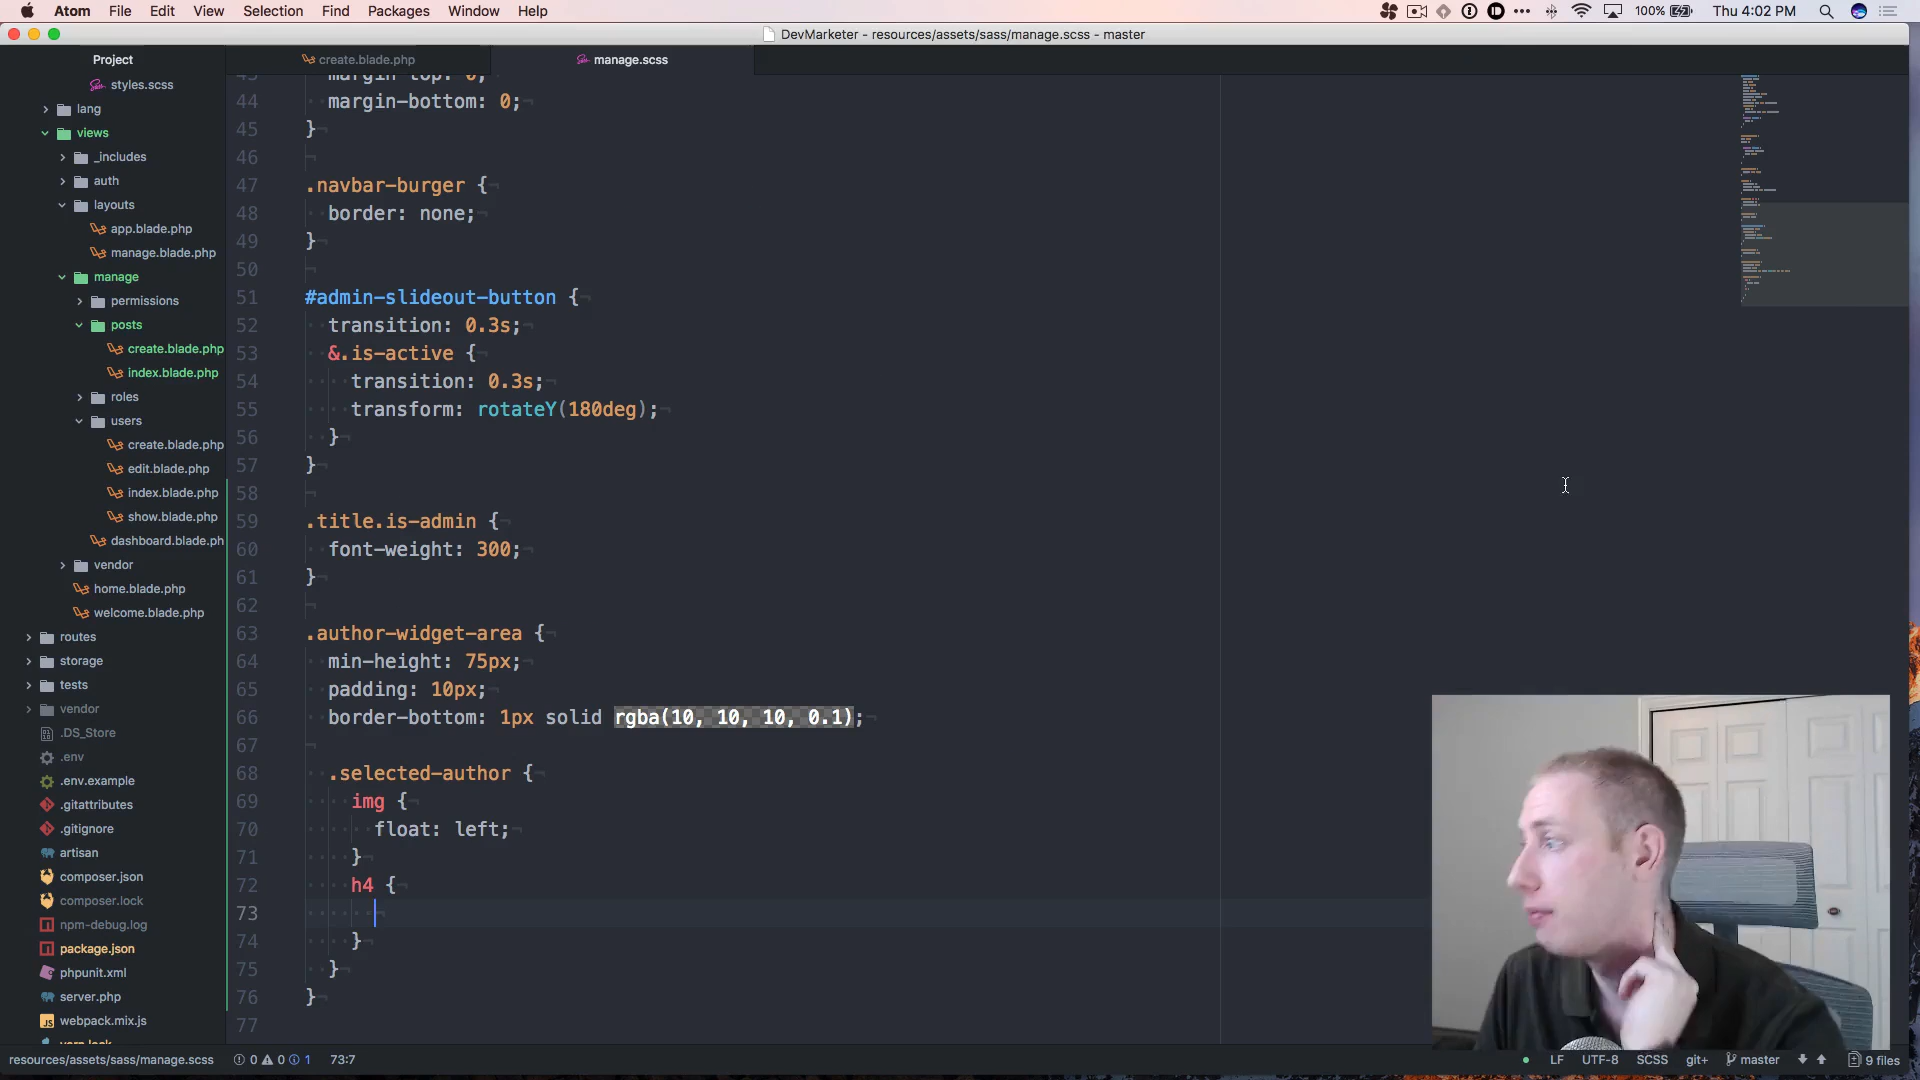 Atom File Edit View Selection Find Packages Window Help
100% Thu 4:02 PM
DevMarketer - resources/assets/sass/manage.scss - master
Project
create.blade.php
manage.scss
styles.scss
lang
views
_includes
auth
layouts
app.blade.php
manage.blade.php
manage
permissions
posts
create.blade.php
index.blade.php
roles
users
create.blade.php
edit.blade.php
index.blade.php
show.blade.php
dashboard.blade.ph
vendor
home.blade.php
welcome.blade.php
routes
storage
tests
vendor
.DS_Store
.env
.env.example
.gitattributes
.gitignore
artisan
composer.json
composer.lock
npm-debug.log
package.json
phpunit.xml
server.php
webpack.mix.js
yarn.lock
43 margin-top: 0;
44 margin-bottom: 0;
45 }
46
47 .navbar-burger {
48 border: none;
49 }
50
51 #admin-slideout-button {
52 transition: 0.3s;
53 &.is-active {
54 transition: 0.3s;
55 transform: rotateY(180deg);
56 }
57 }
58
59 .title.is-admin {
60 font-weight: 300;
61 }
62
63 .author-widget-area {
64 min-height: 75px;
65 padding: 10px;
66 border-bottom: 1px solid rgba(10, 10, 10, 0.1);
67
68 .selected-author {
69 img {
70 float: left;
71 }
72 h4 {
73
74 }
75 }
76 }
77
resources/assets/sass/manage.scss 0 0 1 73:7
LF UTF-8 SCSS git+ master 9 files